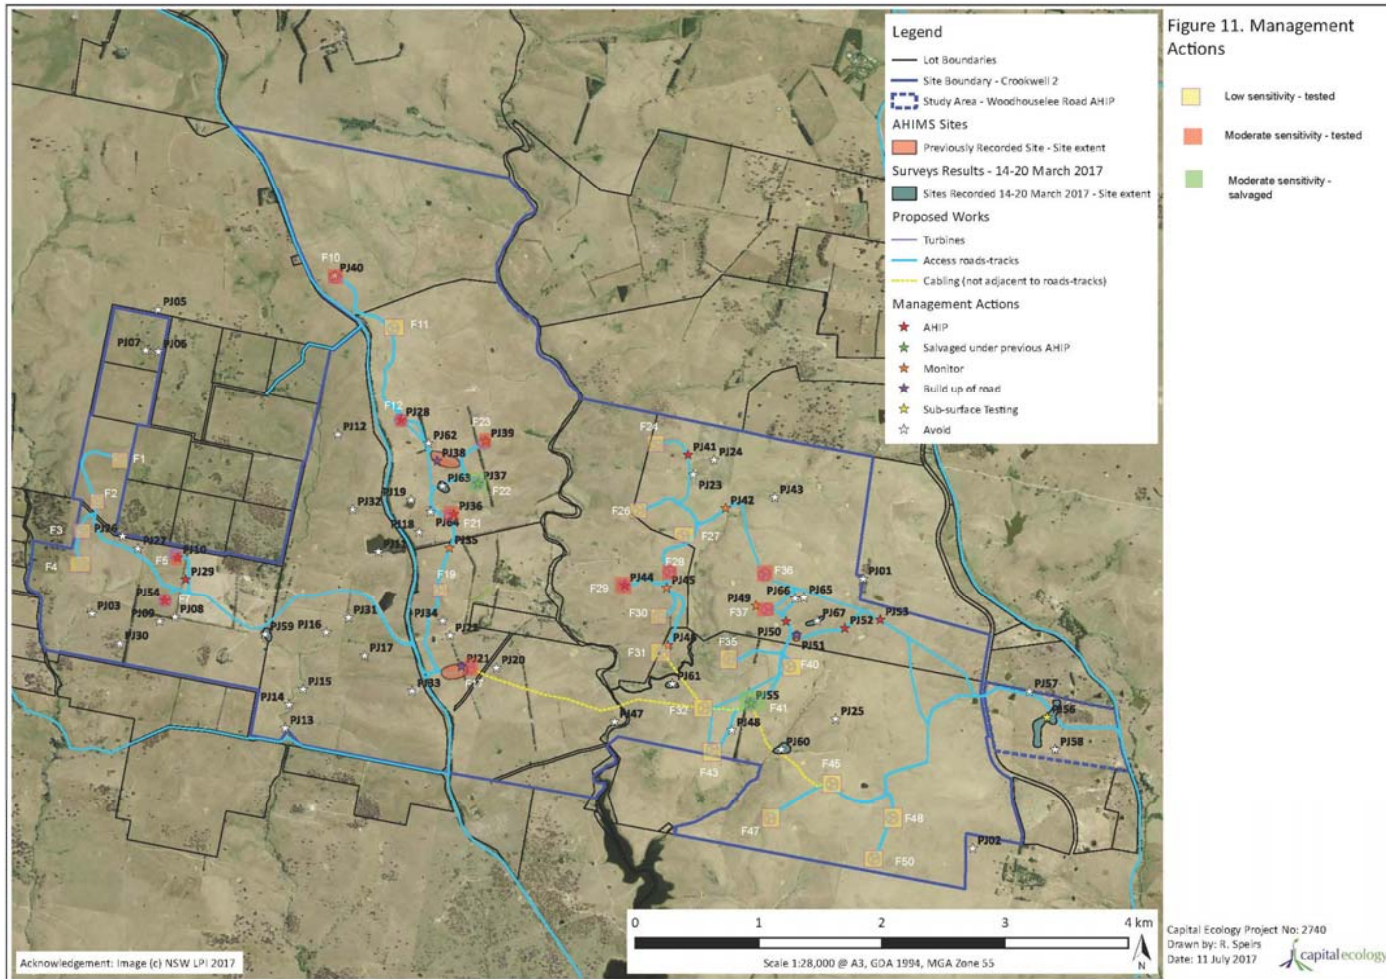 Figure 11. Management
Actions
Low sensitivity - tested
Moderate sensitivity - tested
Moderate sensitivity -
salvaged
Legend
Lot Boundaries
Site Boundary - Crookwell 2
Study Area - Woodhouselee Road AHIP
AHIMS Sites
Previously Recorded Site - Site extent
Surveys Results - 14-20 March 2017
Sites Recorded 14-20 March 2017 - Site extent
Proposed Works
Turbines
Access roads-tracks
Cabling (not adjacent to roads-tracks)
Management Actions
AHIP
Salvaged under previous AHIP
Monitor
Build up of road
Sub-surface Testing
Avoid
F10
PJ40
PJ05
F11
PJ07
PJ06
F12
PJ28
PJ12
PJ62
F23
PJ39
F24
PJ41
PJ24
F1
PJ38
PJ63
PJ37
F22
PJ23
PJ43
F2
PJ32
PJ19
PJ36
F21
PJ64
F26
PJ42
F3
PJ26
PJ27
PJ18
F27
PJ11
PJ35
F4
F5
PJ10
PJ29
F28
F36
PJ01
F29
PJ44
PJ45
F19
PJ54
F7
PJ49
PJ66
PJ65
PJ03
PJ09
PJ08
F37
PJ31
PJ34
F30
PJ67
PJ53
PJ30
PJ59
PJ16
PJ22
PJ50
PJ52
PJ46
PJ51
PJ17
F31
F35
F40
PJ21
PJ20
F17
PJ61
PJ15
PJ33
PJ57
PJ14
F32
PJ55
F41
PJ56
PJ13
PJ47
PJ48
PJ25
PJ58
F43
PJ60
F45
F47
F48
F50
PJ02
0 1 2 3 4 km
Scale 1:28,000 @ A3, GDA 1994, MGA Zone 55
N
Acknowledgement: Image (c) NSW LPI 2017
Capital Ecology Project No: 2740
Drawn by: R. Speirs
Date: 11 July 2017
capital ecology